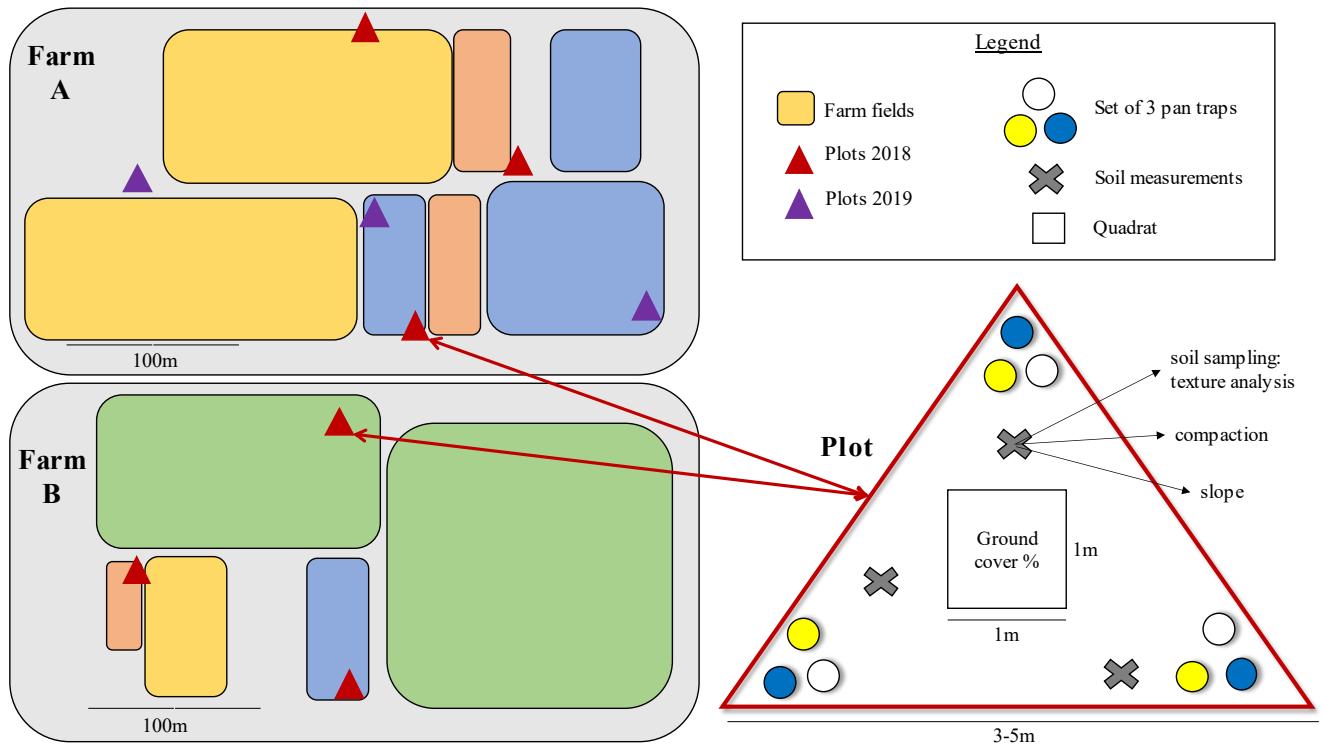 Farm
A
100m
Farm
B
100m
Legend
Farm fields
Plots 2018
Plots 2019
Set of 3 pan traps
Soil measurements
Quadrat
Plot
soil sampling:
texture analysis
compaction
slope
Ground
cover %
1m
1m
3-5m